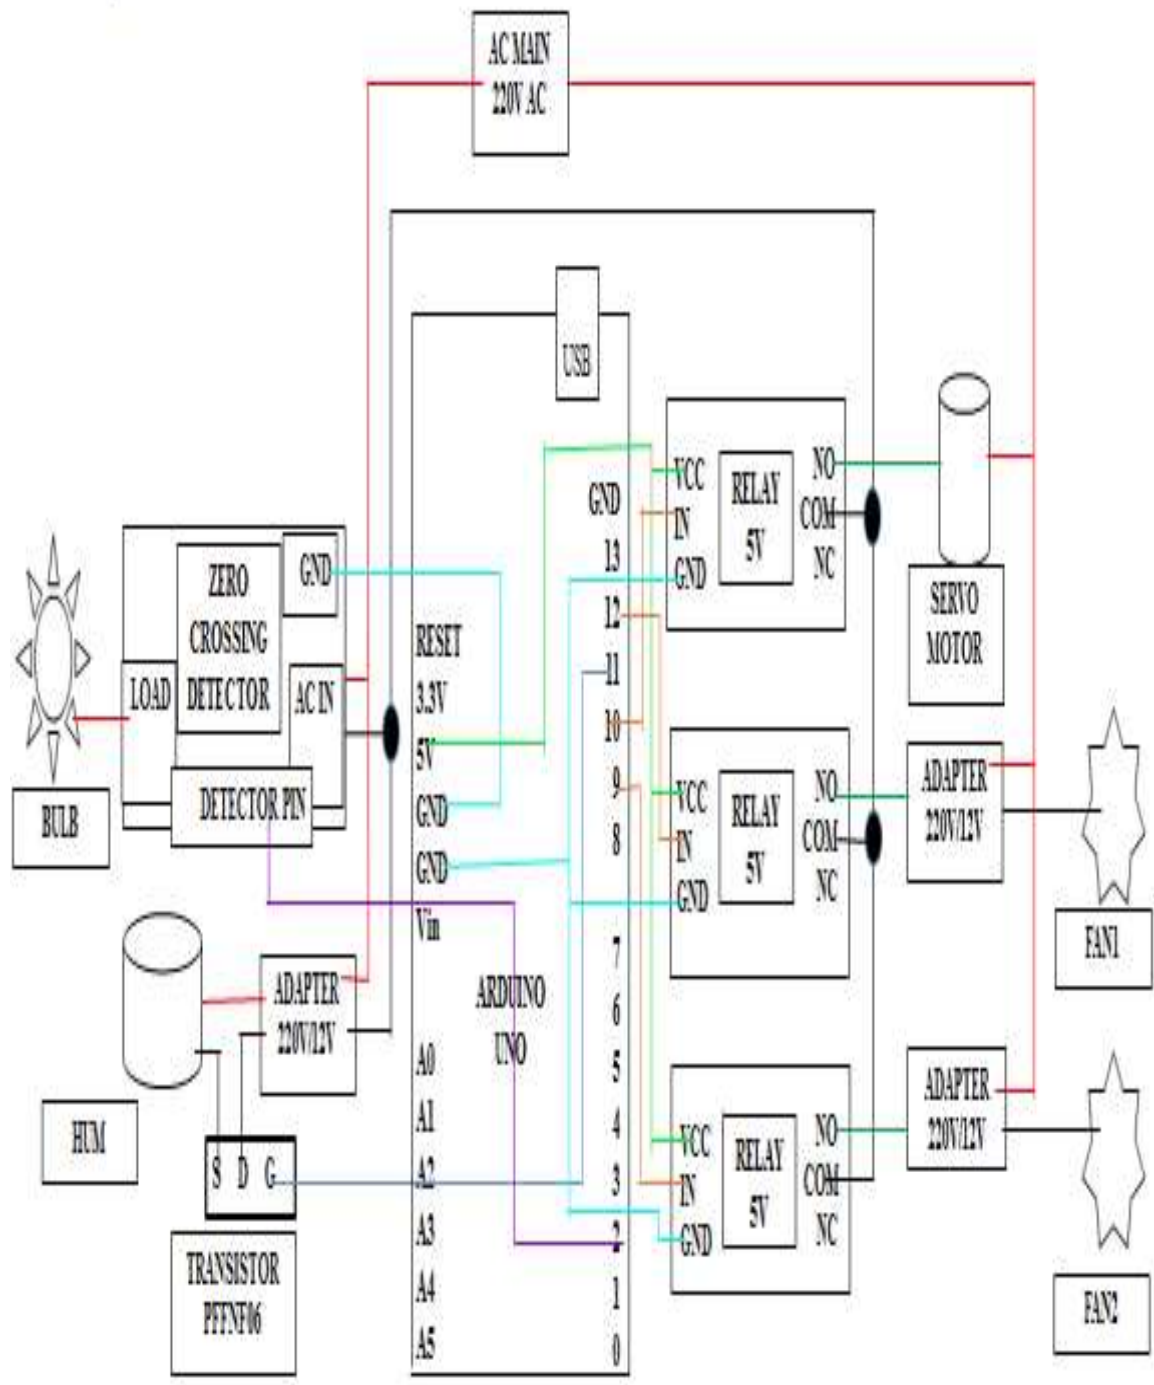 AC MAIN
220V AC
USB
GND
13
12
11
10
9
8
7
6
5
4
3
2
1
0
RESET
3.3V
5V
GND
GND
Vin
ARDUINO
UNO
A0
A1
A2
A3
A4
A5
ZERO
CROSSING
DETECTOR
GND
LOAD
AC IN
DETECTOR PIN
BULB
ADAPTER
220V/12V
HUM
S D G
TRANSISTOR
PFFNF06
VCC
IN
GND
RELAY
5V
NO
COM
NC
SERVO
MOTOR
VCC
IN
GND
RELAY
5V
NO
COM
NC
ADAPTER
220V/12V
FAN1
VCC
IN
GND
RELAY
5V
NO
COM
NC
ADAPTER
220V/12V
FAN2